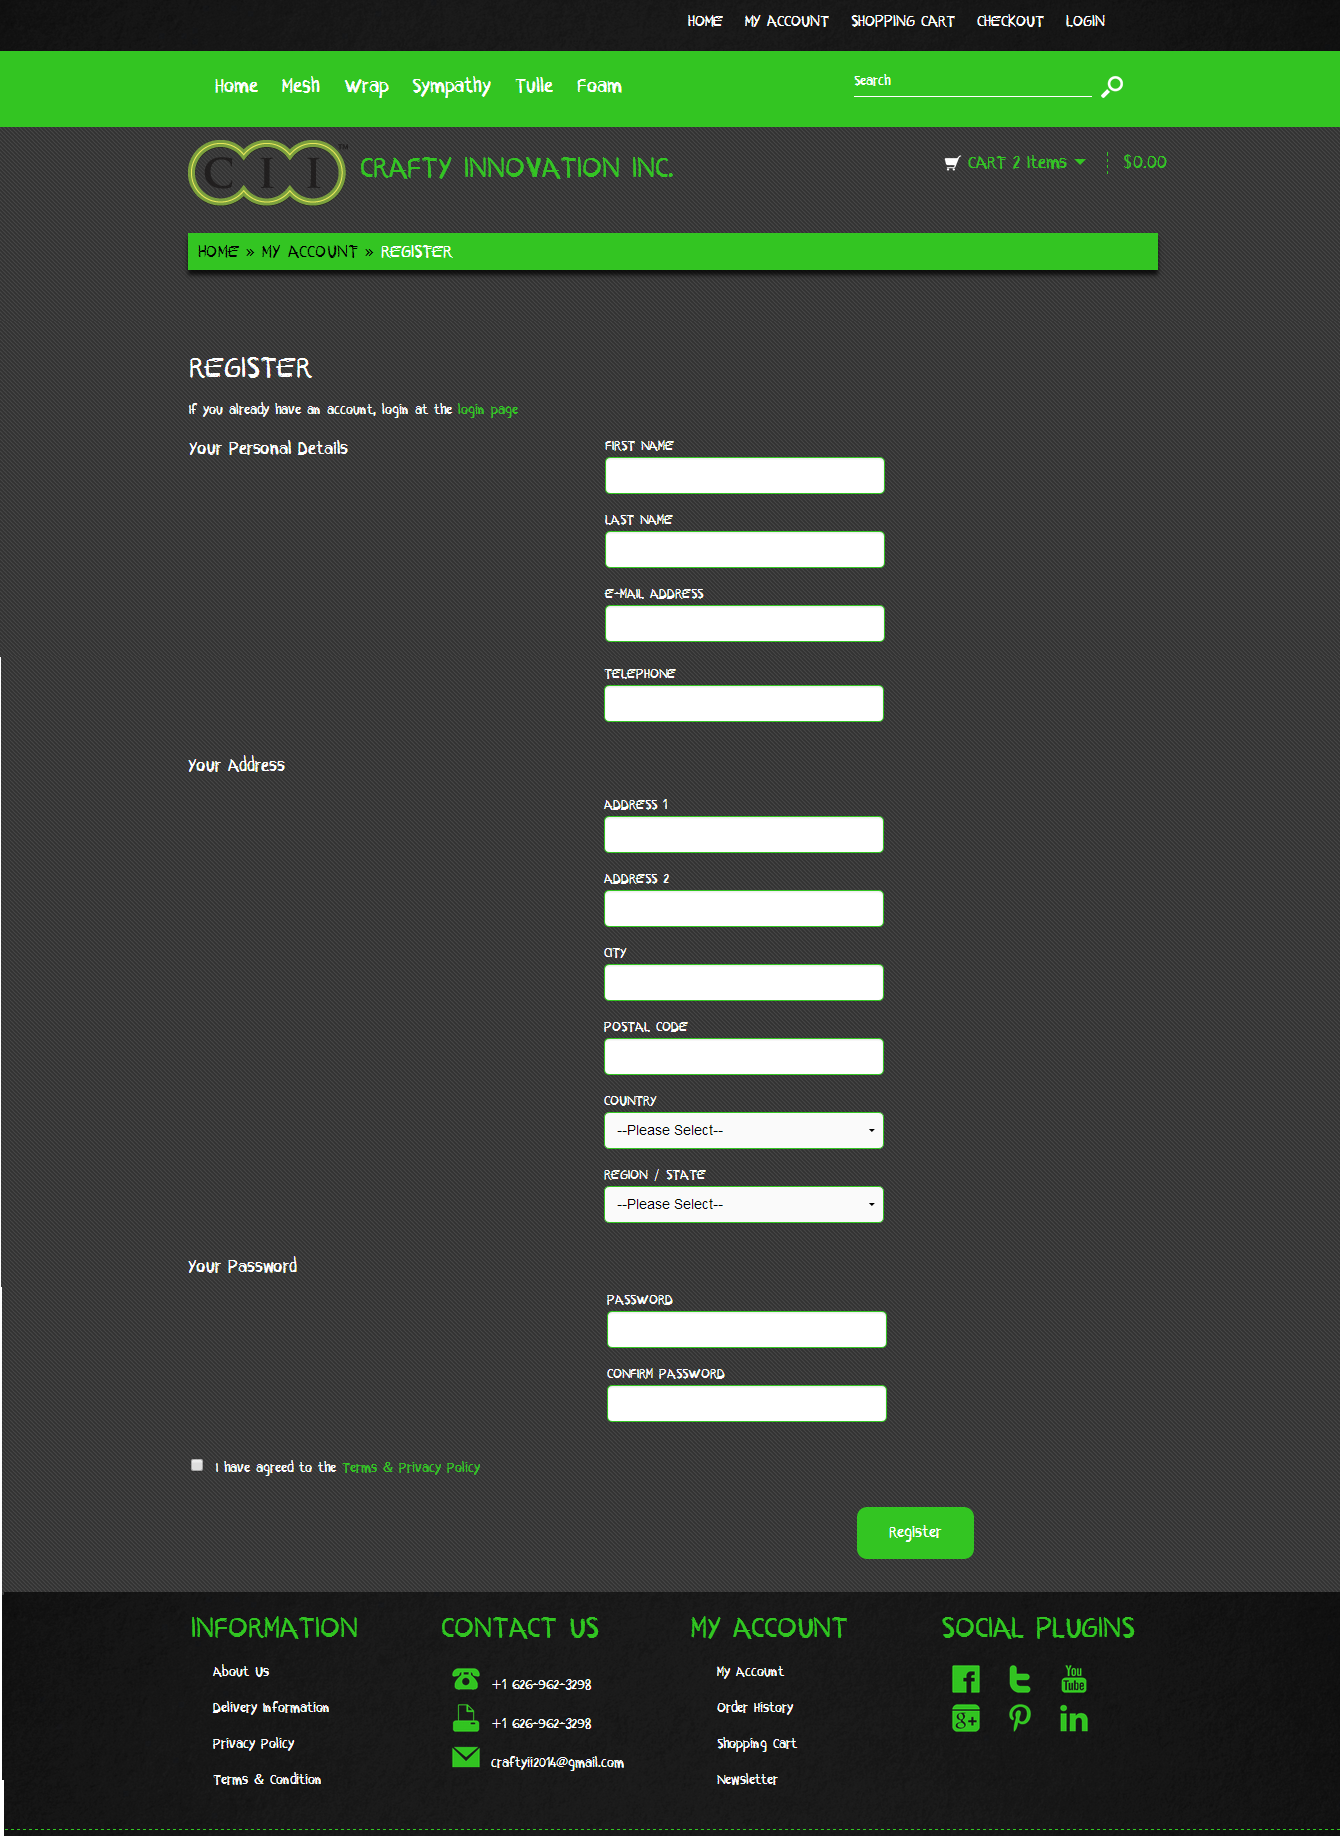 HOME MY ACCOUNT SHOPPING CART CHECKOUT LOGIN
Home Mesh Wrap Sympathy Tulle Foam Search
CII™ CRAFTY INNOVATION INC. CART 2 Items $0.00
HOME » MY ACCOUNT » REGISTER
REGISTER
If you already have an account, login at the login page
Your Personal Details
FIRST NAME
LAST NAME
E-MAIL ADDRESS
TELEPHONE
Your Address
ADDRESS 1
ADDRESS 2
CITY
POSTAL CODE
COUNTRY
--Please Select--
REGION / STATE
--Please Select--
Your Password
PASSWORD
CONFIRM PASSWORD
I have agreed to the Terms & Privacy Policy
Register
INFORMATION
About Us
Delivery Information
Privacy Policy
Terms & Condition
CONTACT US
+1 626-962-3298
+1 626-962-3298
craftyii2014@gmail.com
MY ACCOUNT
My Account
Order History
Shopping Cart
Newsletter
SOCIAL PLUGINS
f t You Tube
g+ p in